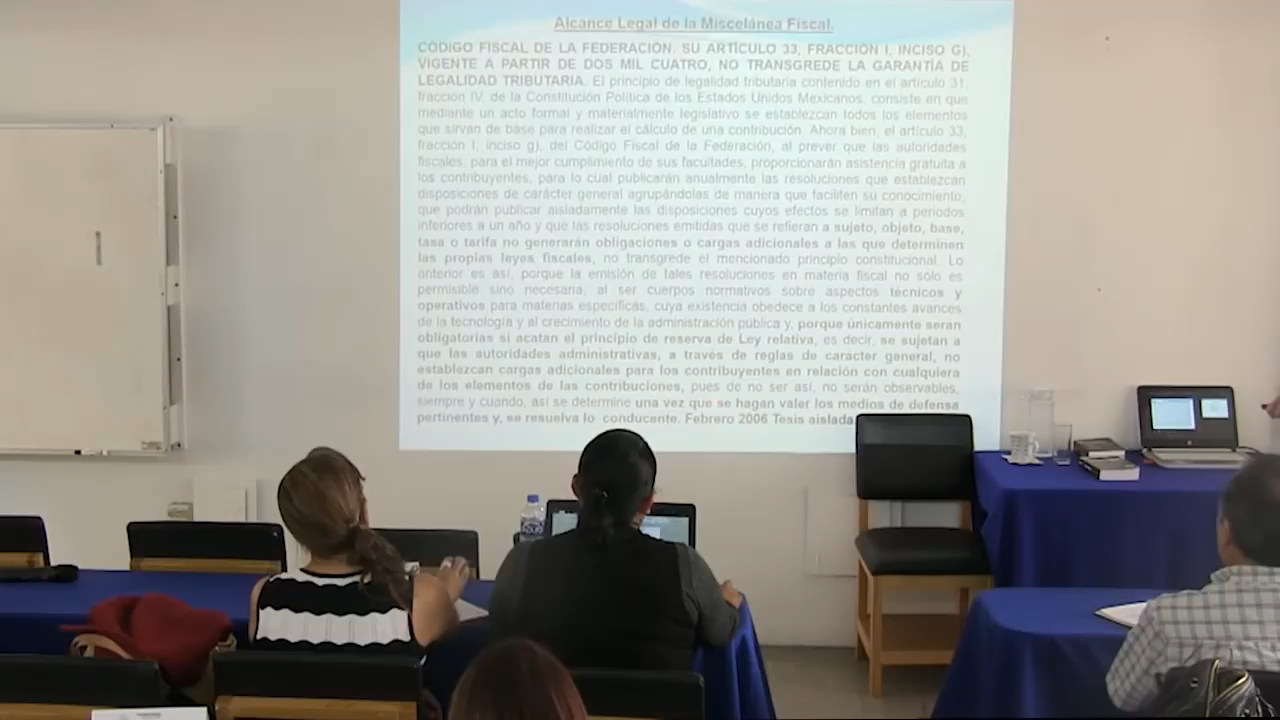 Alcance Legal de la Miscelánea Fiscal.
CÓDIGO FISCAL DE LA FEDERACIÓN. SU ARTÍCULO 33, FRACCIÓN I, INCISO G),
VIGENTE A PARTIR DE DOS MIL CUATRO, NO TRANSGREDE LA GARANTÍA DE
LEGALIDAD TRIBUTARIA. El principio de legalidad tributaria contenido en el artículo 31,
fracción IV, de la Constitución Política de los Estados Unidos Mexicanos, consiste en que
mediante un acto formal y materialmente legislativo se establezcan todos los elementos
que sirvan de base para realizar el cálculo de una contribución. Ahora bien, el artículo 33,
fracción I, inciso g), del Código Fiscal de la Federación, al prever que las autoridades
fiscales, para el mejor cumplimiento de sus facultades, proporcionarán asistencia gratuita a
los contribuyentes, para lo cual publicarán anualmente las resoluciones que establezcan
disposiciones de carácter general agrupándolas de manera que faciliten su conocimiento,
que podrán publicar aisladamente las disposiciones cuyos efectos se limitan a periodos
inferiores a un año y que las resoluciones emitidas que se refieran a sujeto, objeto, base,
tasa o tarifa no generarán obligaciones o cargas adicionales a las que determinen
las propias leyes fiscales, no transgrede el mencionado principio constitucional. Lo
anterior es así, porque la emisión de tales resoluciones en materia fiscal no sólo es
permisible sino necesaria, al ser cuerpos normativos sobre aspectos técnicos y
operativos para materias específicas, cuya existencia obedece a los constantes avances
de la tecnología y al crecimiento de la administración pública y, porque únicamente serán
obligatorias si acatan el principio de reserva de Ley relativa, es decir, se sujetan a
que las autoridades administrativas, a través de reglas de carácter general, no
establezcan cargas adicionales para los contribuyentes en relación con cualquiera
de los elementos de las contribuciones, pues de no ser así, no serán observables,
siempre y cuando, así se determine una vez que se hagan valer los medios de defensa
pertinentes y, se resuelva lo conducente. Febrero 2006 Tesis aislada